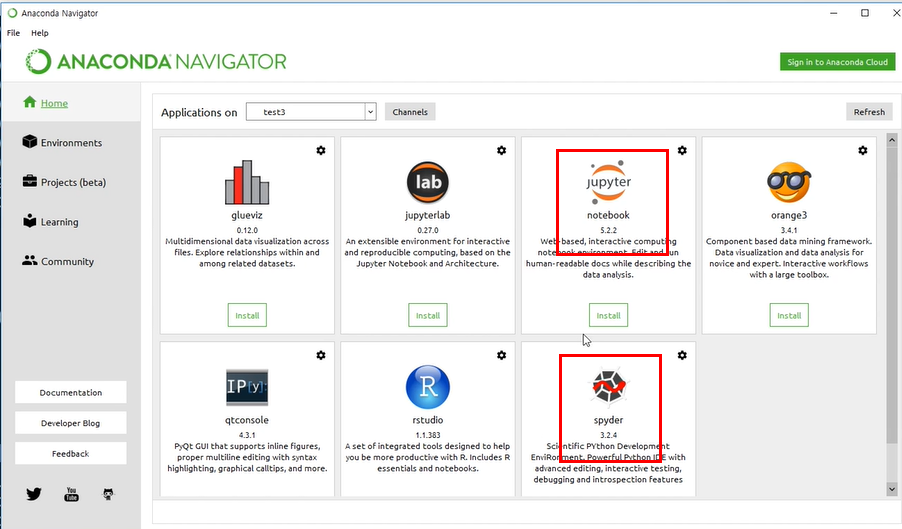 Anaconda Navigator
File Help
ANACONDA NAVIGATOR
Sign in to Anaconda Cloud
Home
Environments
Projects (beta)
Learning
Community
Documentation
Developer Blog
Feedback
You
Tube
Applications on test3 Channels Refresh
glueviz
0.12.0
Multidimensional data visualization across
files. Explore relationships within and
among related datasets.
Install
lab
jupyterlab
0.27.0
An extensible environment for interactive
and reproducible computing, based on the
Jupyter Notebook and Architecture.
Install
jupyter
notebook
5.2.2
Web-based, interactive computing
notebook environment. Edit and run
human-readable docs while describing the
data analysis.
Install
orange3
3.4.1
Component based data mining framework.
Data visualization and data analysis for
novice and expert. Interactive workflows
with a large toolbox.
Install
IP[y]:
qtconsole
4.3.1
PyQt GUI that supports inline figures,
proper multiline editing with syntax
highlighting, graphical calltips, and more.
R
rstudio
1.1.383
A set of integrated tools designed to help
you be more productive with R. Includes R
essentials and notebooks.
spyder
3.2.4
Scientific PYthon Development
EnviRonment. Powerful Python IDE with
advanced editing, interactive testing,
debugging and introspection features